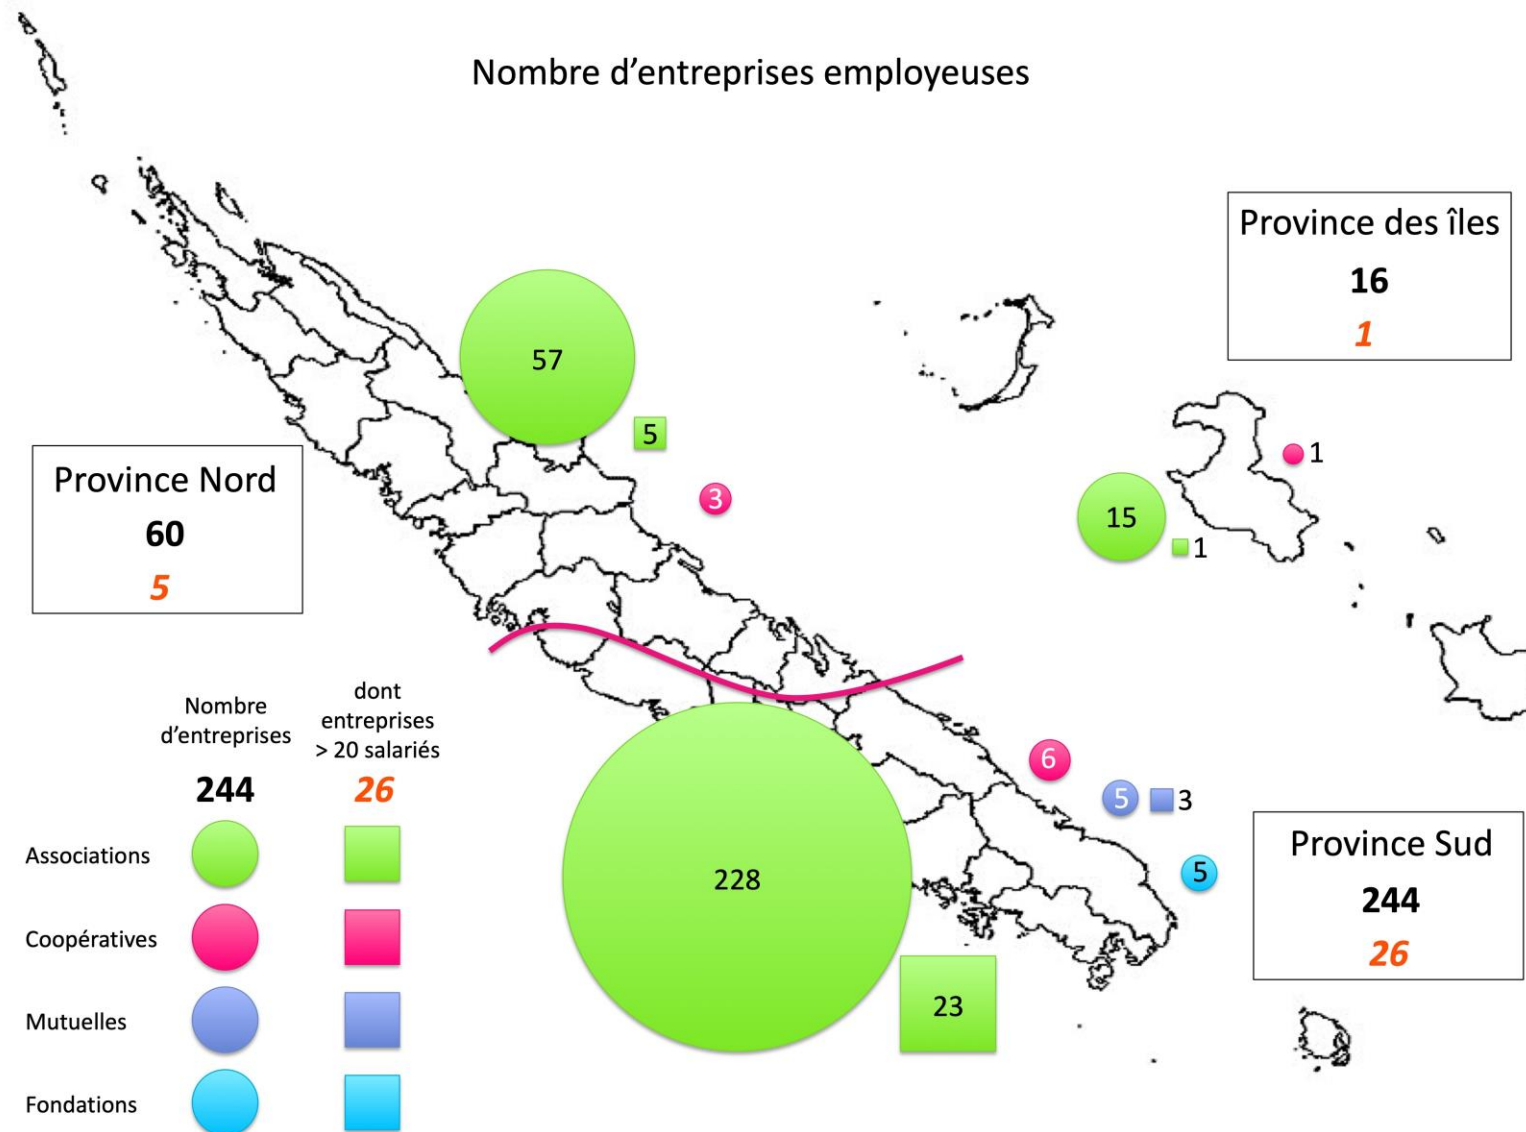 Nombre d'entreprises employeuses
Province des îles
16
1
57
5
3
1
15
1
Province Nord
60
5
Nombre
d'entreprises
dont
entreprises
> 20 salariés
244
26
Associations
Coopératives
Mutuelles
Fondations
6
5
3
5
228
23
Province Sud
244
26